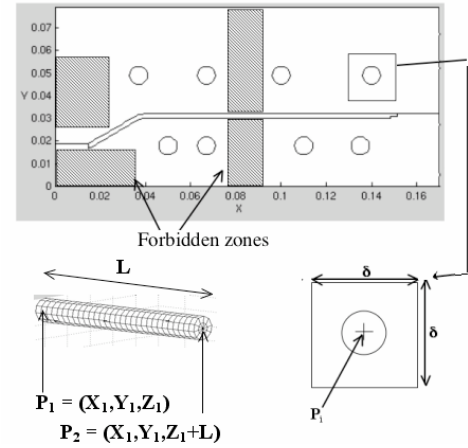 0.07
0.06
0.05
Y 0.04
0.03
0.02
0.01
0
0 0.02 0.04 0.06 0.08 0.1 0.12 0.14 0.16
X
Forbidden zones
L
P₁ = (X₁,Y₁,Z₁)
P₂ = (X₁,Y₁,Z₁+L)
δ
δ
P₁